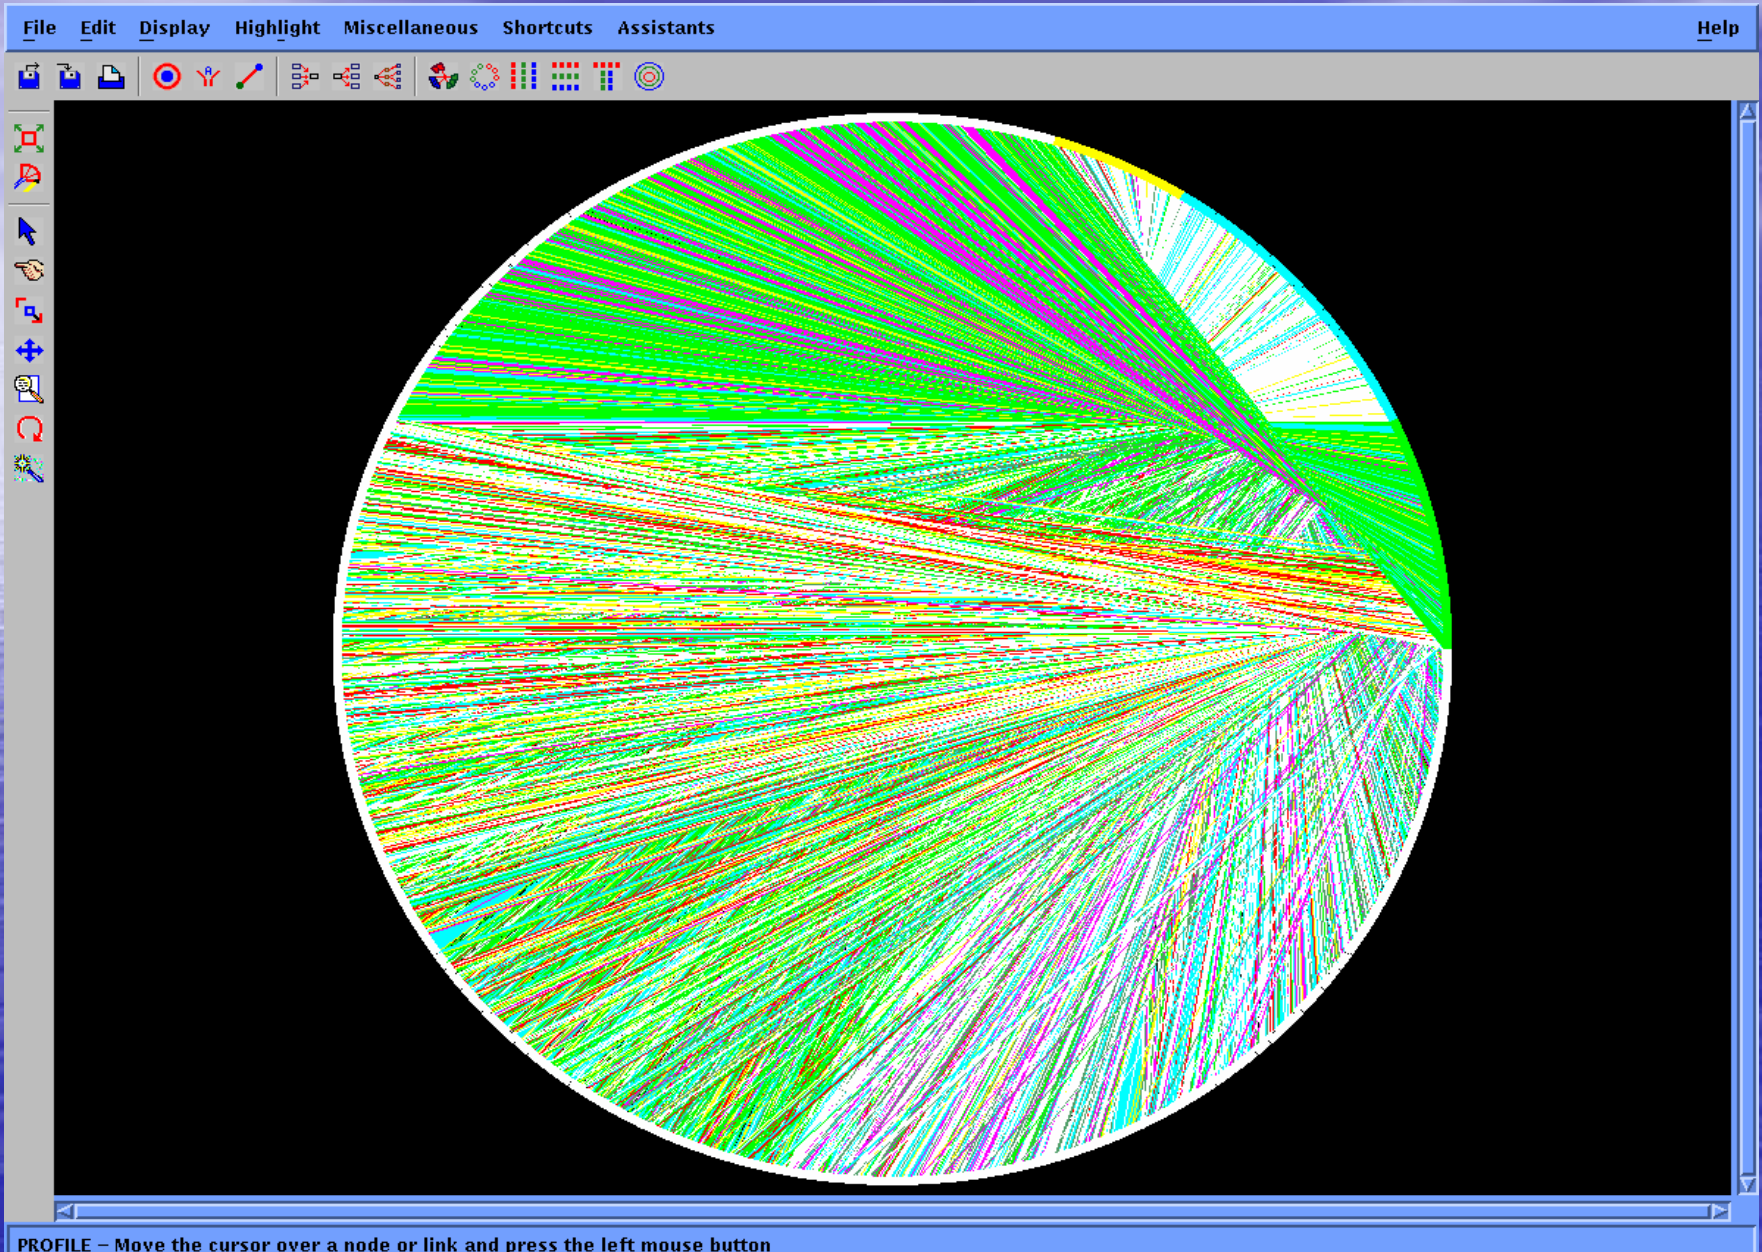 File Edit Display Highlight Miscellaneous Shortcuts Assistants Help
PROFILE – Move the cursor over a node or link and press the left mouse button